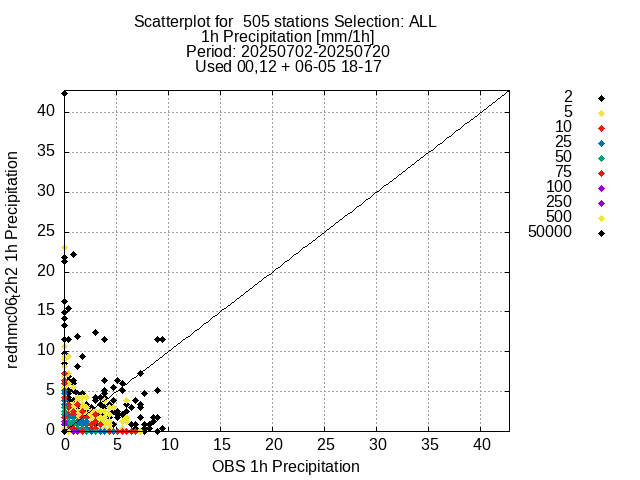 Scatterplot for  505 stations Selection: ALL
1h Precipitation [mm/1h]
Period: 20250702-20250720
Used 00,12 + 06-05 18-17
rednmc06t2h2 1h Precipitation
40
35
30
25
20
15
10
5
0
0 5 10 15 20 25 30 35 40
OBS 1h Precipitation
2
5
10
25
50
75
100
250
500
50000